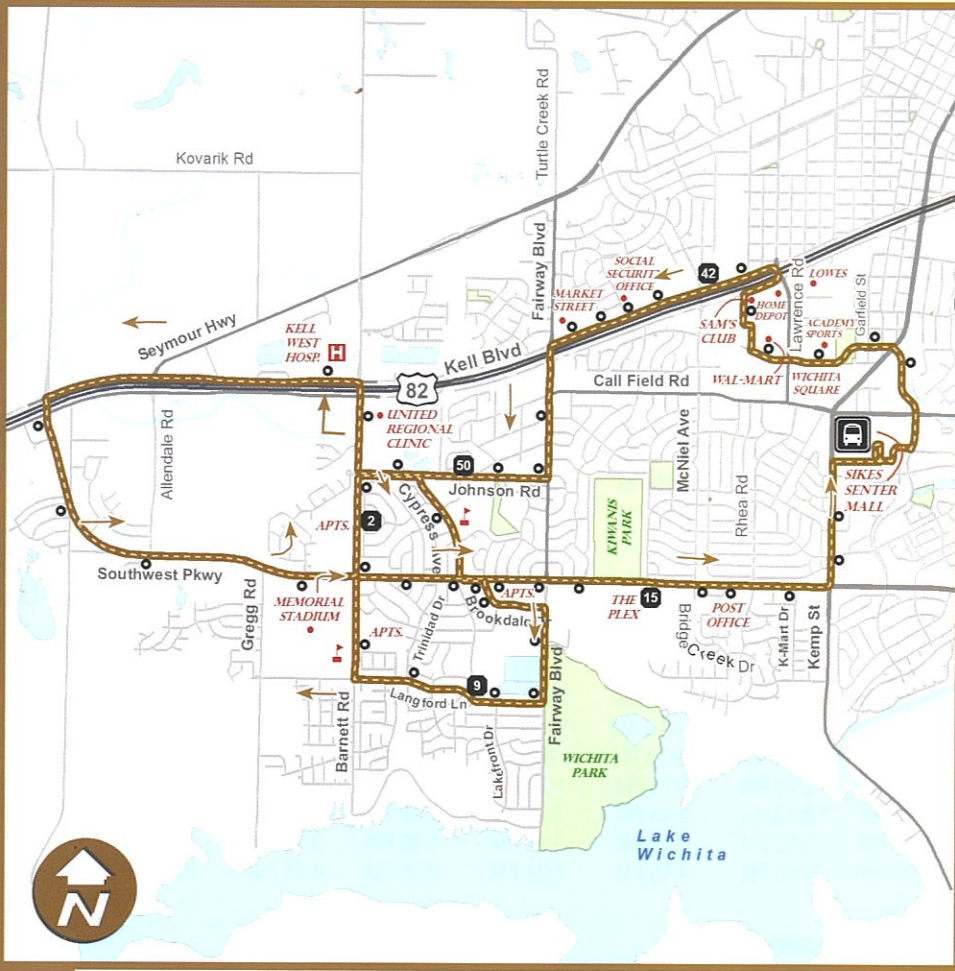 Kovarik Rd
Turtle Creek Rd
Seymour Hwy
Fairway Blvd
SOCIAL
SECURITY
OFFICE
42
MARKET
STREET
Lawrence Rd
LOWES
Garfield St
HOME
DEPOT
SAM'S
CLUB
ACADEMY
SPORTS
KELL
WEST
HOSP.
H
Kell Blvd
82
WAL-MART
WICHITA
SQUARE
Call Field Rd
Allendale Rd
UNITED
REGIONAL
CLINIC
McNiel Ave
50
Johnson Rd
SIKES
SENTER
MALL
Cypress Ave
KIWANIS
PARK
Rhea Rd
APTS.
2
Southwest Pkwy
Gregg Rd
MEMORIAL
STADIUM
APTS.
Brookdale Dr
THE
PLEX
15
POST
OFFICE
Trinidad Dr
Bridge
Creek Dr
K-Mart Dr
Kemp St
APTS.
Barnett Rd
9
Langford Ln
Lakefront Dr
Fairway Blvd
WICHITA
PARK
Lake
Wichita
N